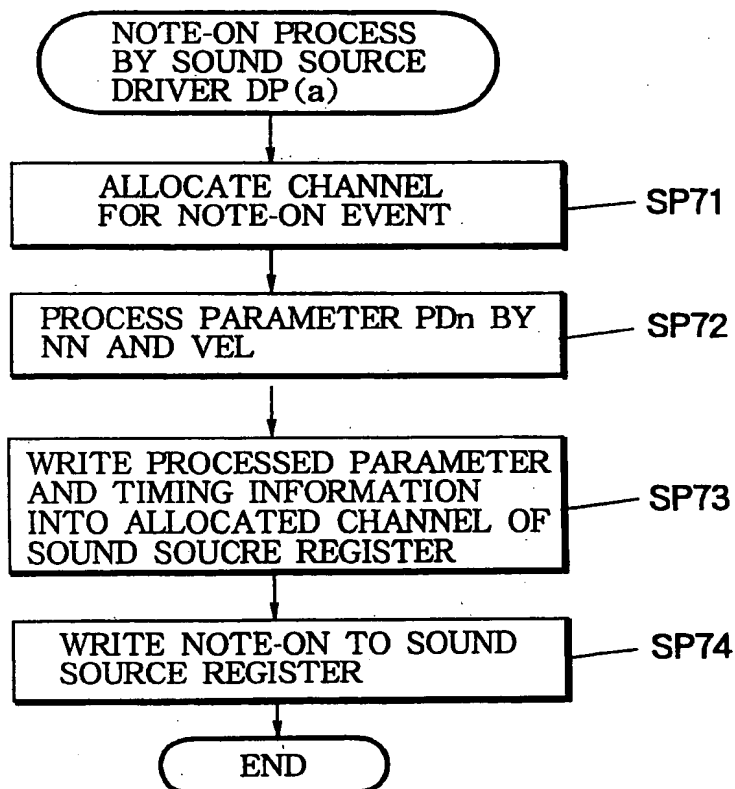 NOTE-ON PROCESS
BY SOUND SOURCE
DRIVER DP(a)
ALLOCATE CHANNEL
FOR NOTE-ON EVENT
SP71
PROCESS PARAMETER PDn BY
NN AND VEL
SP72
WRITE PROCESSED PARAMETER
AND TIMING INFORMATION
INTO ALLOCATED CHANNEL OF
SOUND SOUCRE REGISTER
SP73
WRITE NOTE-ON TO SOUND
SOURCE REGISTER
SP74
END